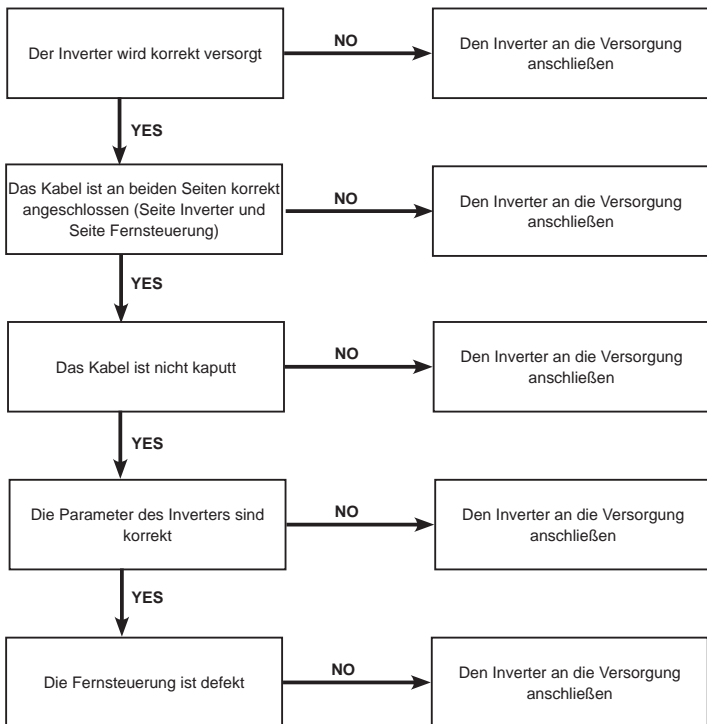 Der Inverter wird korrekt versorgt
NO
Den Inverter an die Versorgung
anschließen
YES
Das Kabel ist an beiden Seiten korrekt
angeschlossen (Seite Inverter und
Seite Fernsteuerung)
NO
Den Inverter an die Versorgung
anschließen
YES
Das Kabel ist nicht kaputt
NO
Den Inverter an die Versorgung
anschließen
YES
Die Parameter des Inverters sind
korrekt
NO
Den Inverter an die Versorgung
anschließen
YES
Die Fernsteuerung ist defekt
NO
Den Inverter an die Versorgung
anschließen